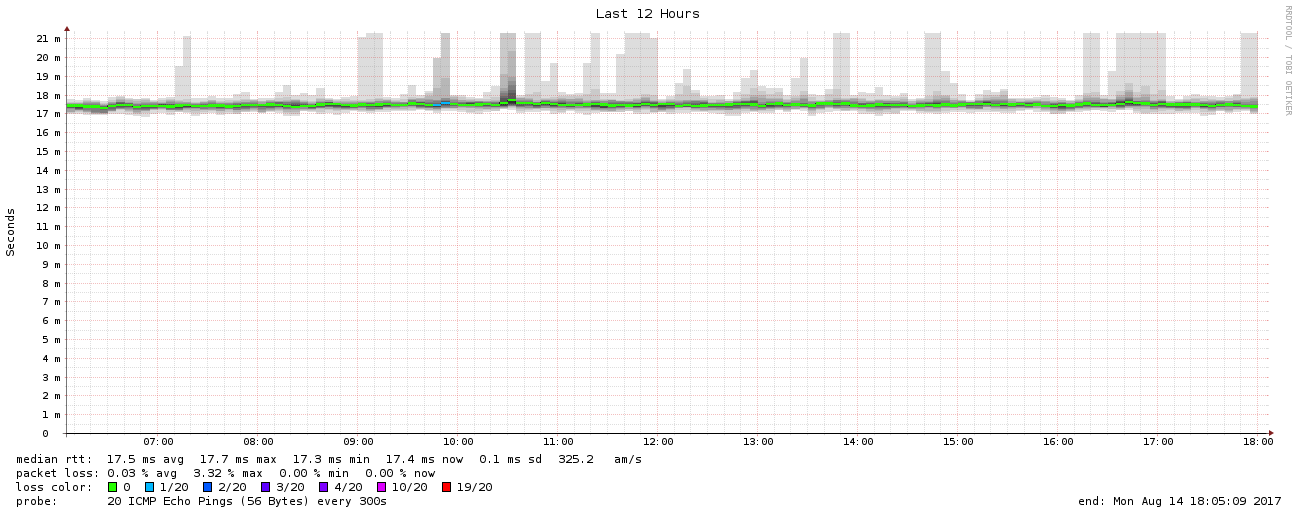 Last 12 Hours
RRDTOOL / TOBI OETIKER
Seconds
21 m
20 m
19 m
18 m
17 m
16 m
15 m
14 m
13 m
12 m
11 m
10 m
9 m
8 m
7 m
6 m
5 m
4 m
3 m
2 m
1 m
0
07:00 08:00 09:00 10:00 11:00 12:00 13:00 14:00 15:00 16:00 17:00 18:00
median rtt: 17.5 ms avg 17.7 ms max 17.3 ms min 17.4 ms now 0.1 ms sd 325.2 am/s
packet loss: 0.03 % avg 3.32 % max 0.00 % min 0.00 % now
loss color: 0 1/20 2/20 3/20 4/20 10/20 19/20
probe: 20 ICMP Echo Pings (56 Bytes) every 300s end: Mon Aug 14 18:05:09 2017